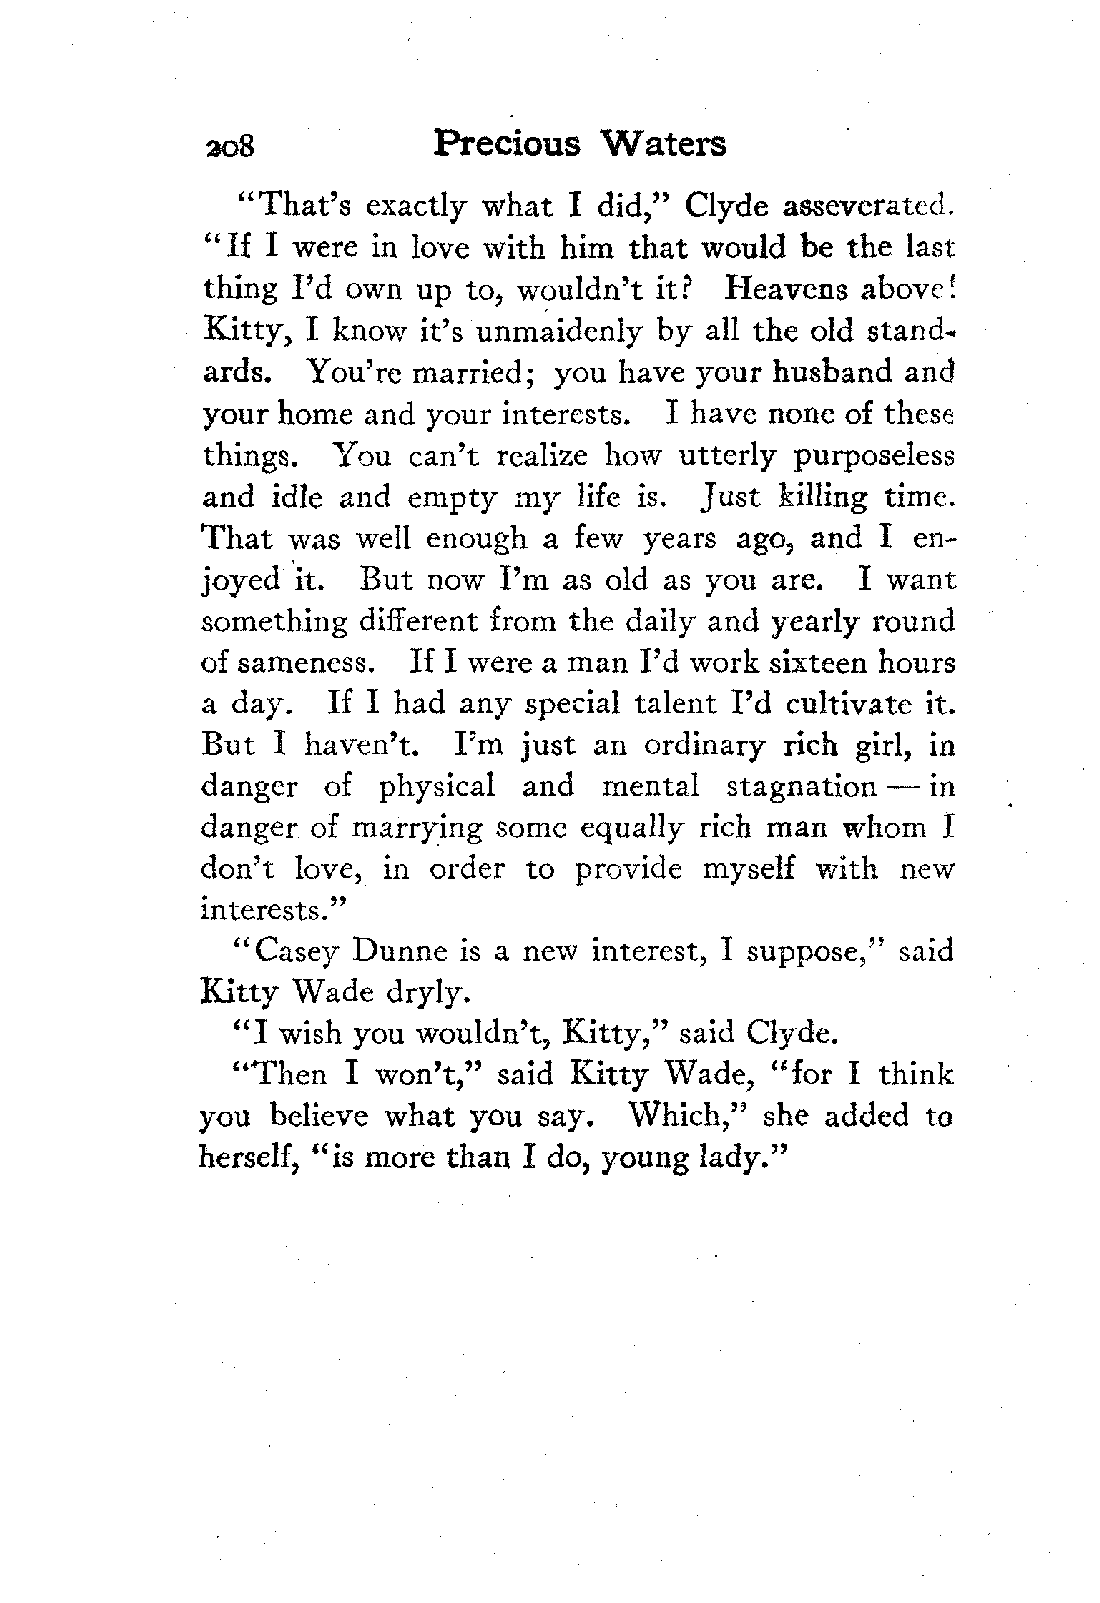 208 Precious Waters
“That’s exactly what I did,” Clyde asseverated.
“If I were in love with him that would be the last
thing I’d own up to, wouldn’t it? Heavens above!
Kitty, I know it’s unmaidenly by all the old stand-
ards. You’re married; you have your husband and
your home and your interests. I have none of these
things. You can’t realize how utterly purposeless
and idle and empty my life is. Just killing time.
That was well enough a few years ago, and I en-
joyed it. But now I’m as old as you are. I want
something different from the daily and yearly round
of sameness. If I were a man I’d work sixteen hours
a day. If I had any special talent I’d cultivate it.
But I haven’t. I’m just an ordinary rich girl, in
danger of physical and mental stagnation — in
danger of marrying some equally rich man whom I
don’t love, in order to provide myself with new
interests.”
“Casey Dunne is a new interest, I suppose,” said
Kitty Wade dryly.
“I wish you wouldn’t, Kitty,” said Clyde.
“Then I won’t,” said Kitty Wade, “for I think
you believe what you say. Which,” she added to
herself, “is more than I do, young lady.”